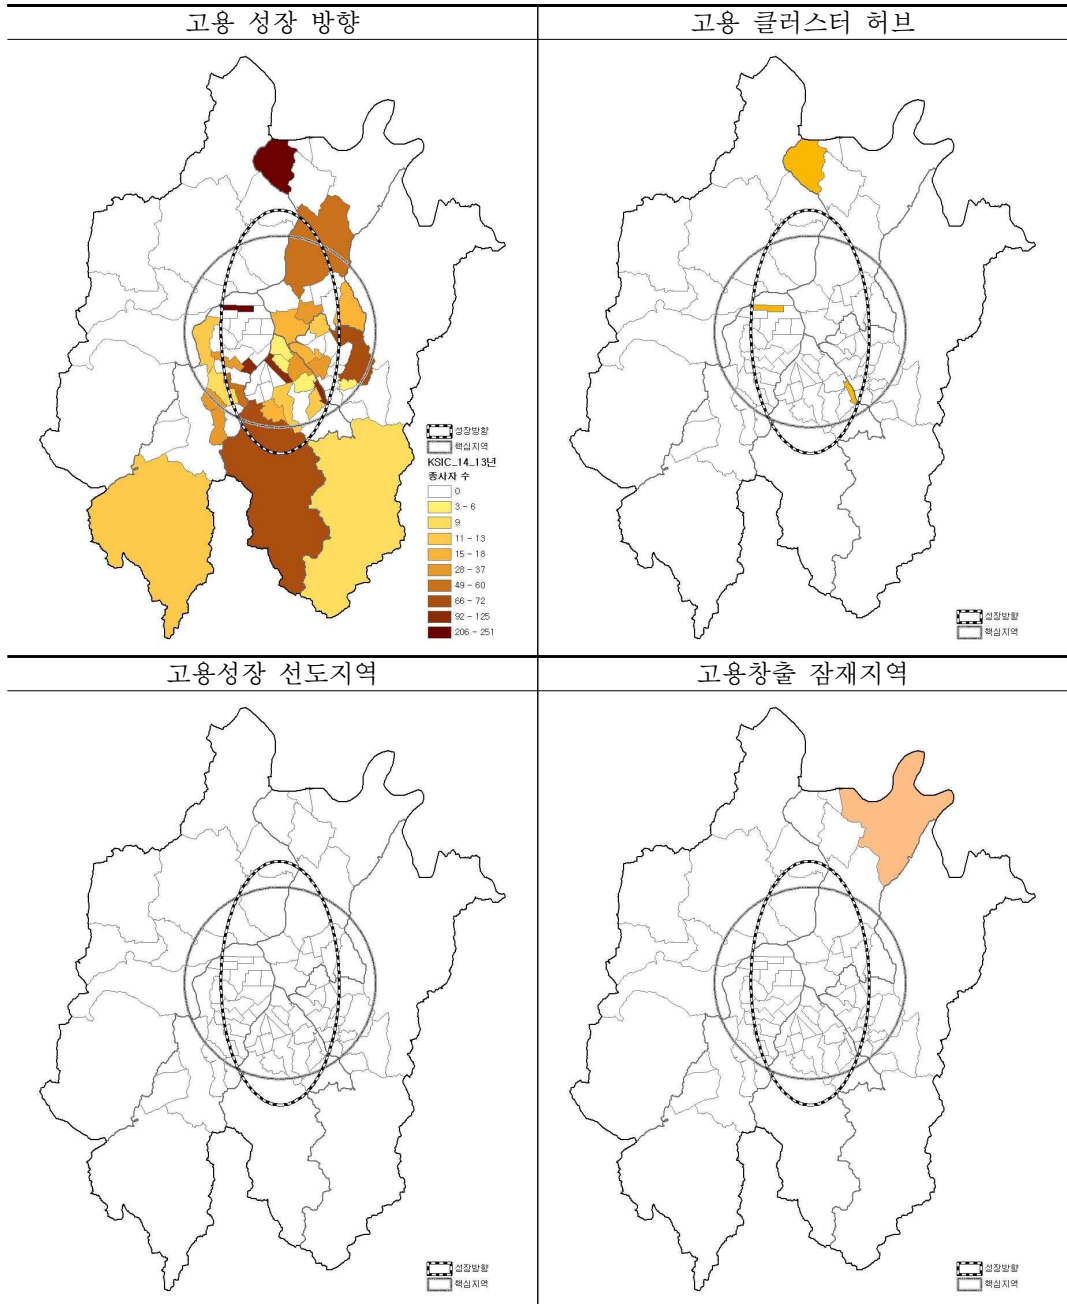 고용 성장 방향
고용 클러스터 허브
성장방향
핵심지역
KSIC_14_13년
종사자 수
0
3 - 6
9
11 - 13
15 - 18
28 - 37
49 - 60
66 - 72
92 - 125
206 - 251
성장방향
핵심지역
고용성장 선도지역
고용창출 잠재지역
성장방향
핵심지역
성장방향
핵심지역